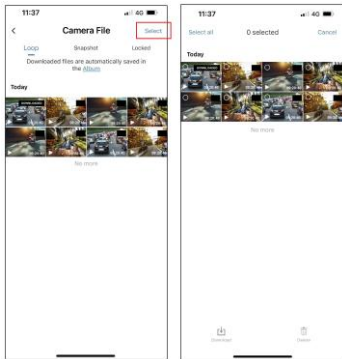 11:37
4G
Camera File
Select
Loop
Snapshot
Locked
Downloaded files are automatically saved in
the Album
Today
No more
11:37
4G
Select all
0 selected
Cancel
Today
No more
Download
Delete